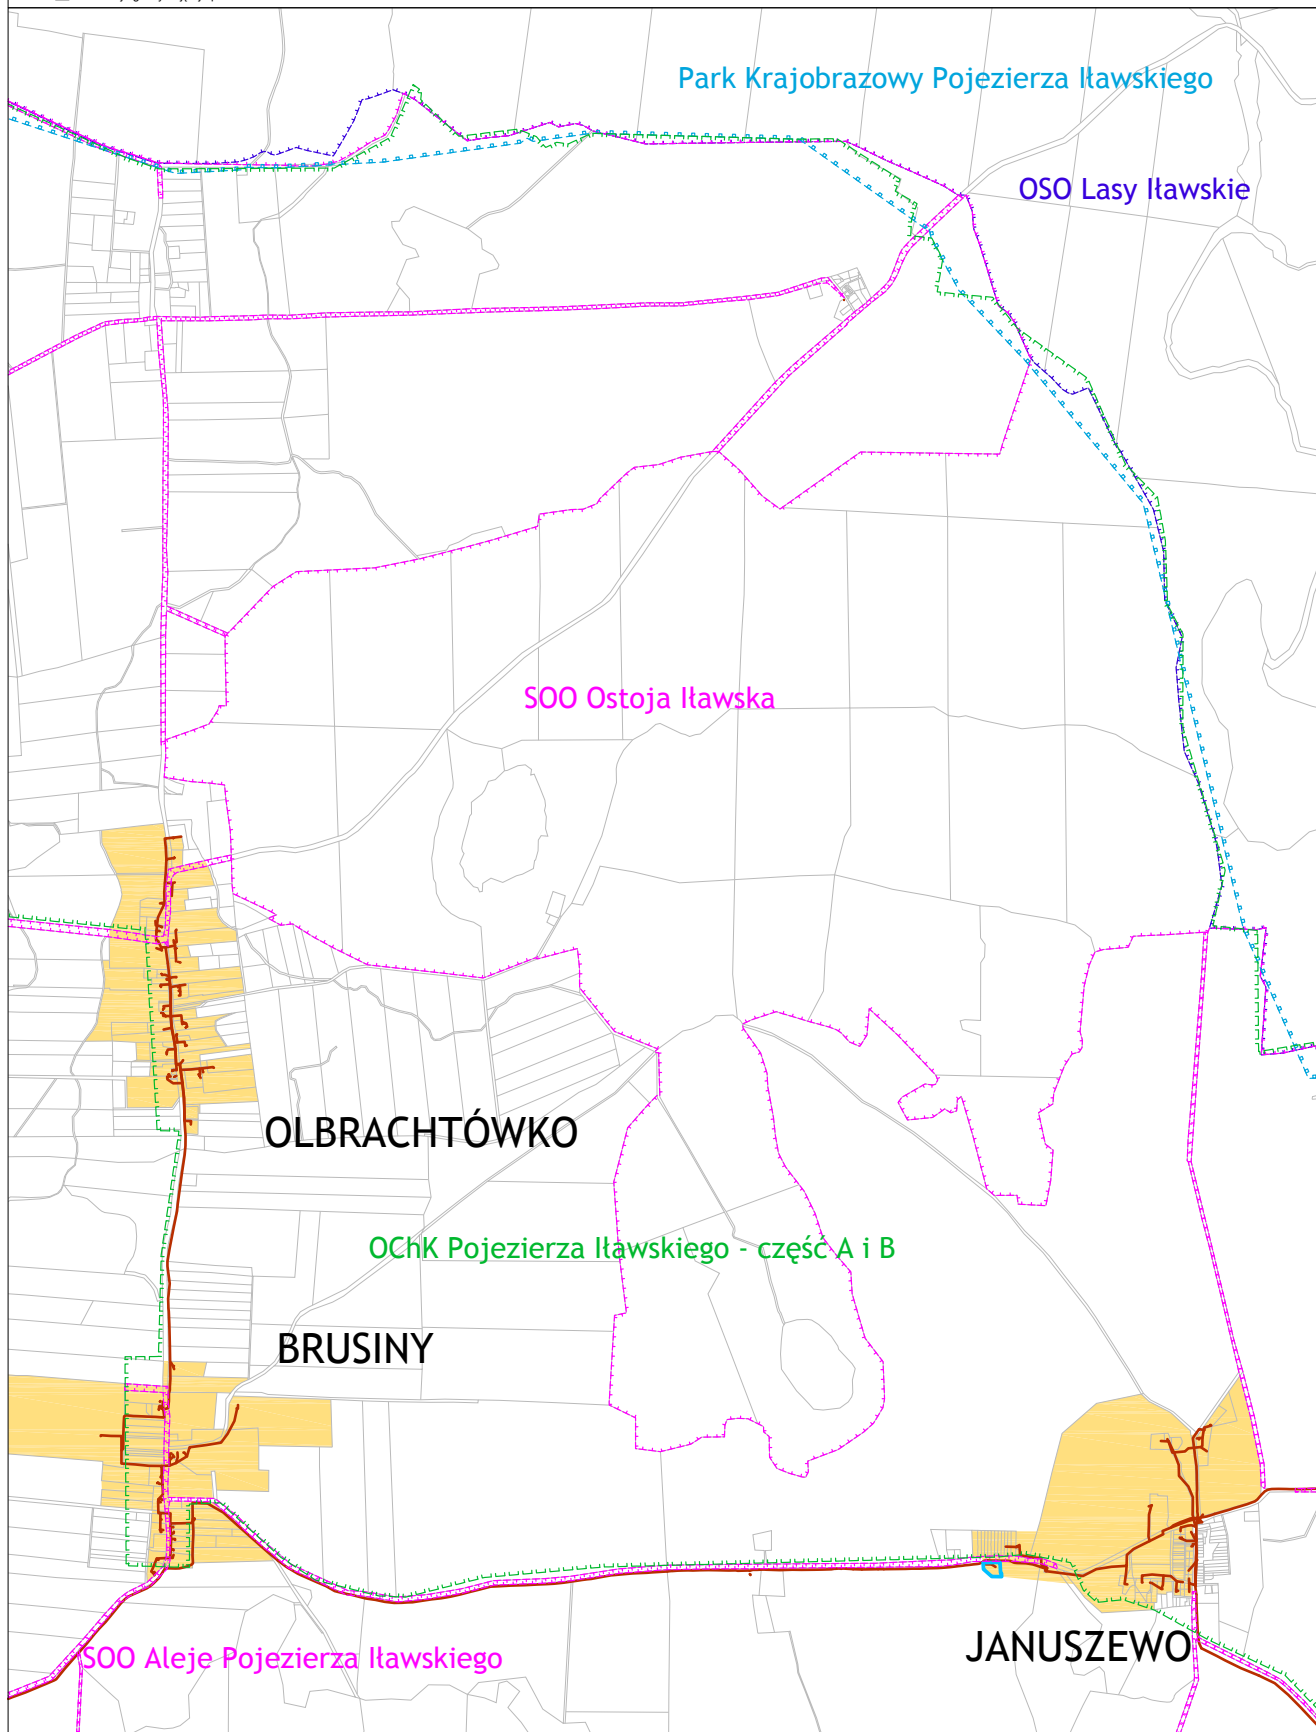 Park Krajobrazowy Pojezierza Iławskiego
OSO Lasy Iławskie
SOO Ostoja Iławska
OLBRACHTÓWKO
OChK Pojezierza Iławskiego - część A i B
BRUSINY
JANUSZEWO
SOO Aleje Pojezierza Iławskiego